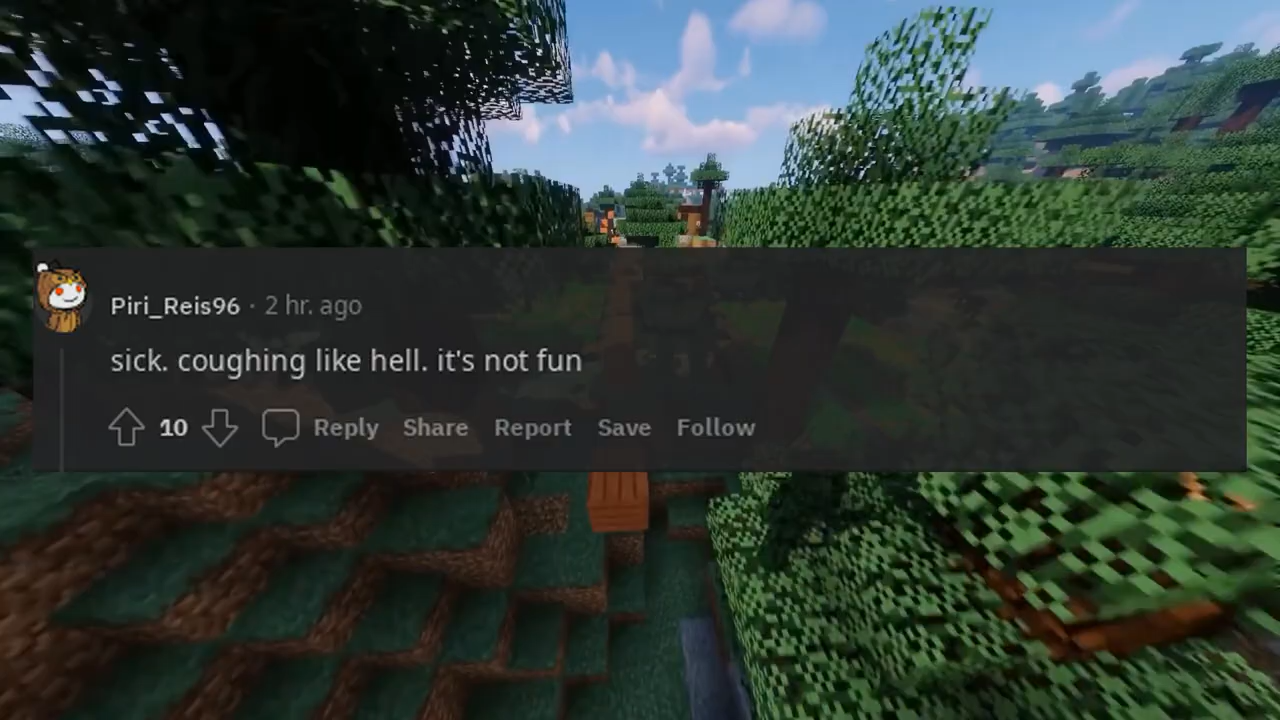 Piri_Reis96 · 2 hr. ago
sick. coughing like hell. it's not fun
10 Reply Share Report Save Follow